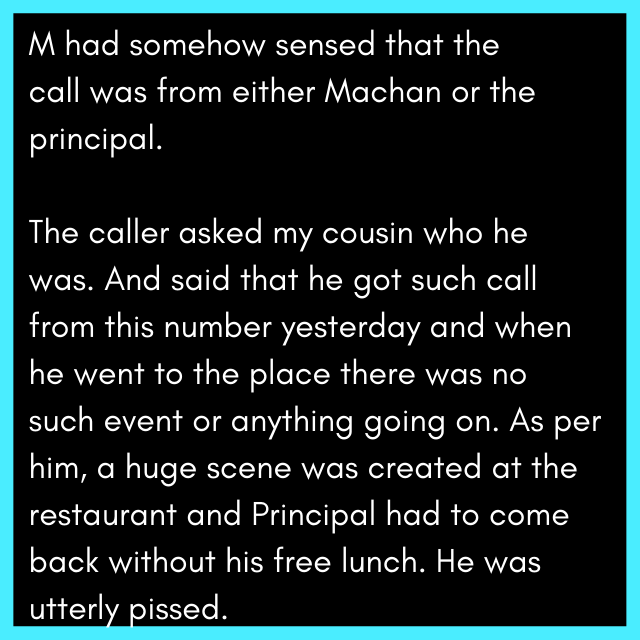 M had somehow sensed that the
call was from either Machan or the
principal.

The caller asked my cousin who he
was. And said that he got such call
from this number yesterday and when
he went to the place there was no
such event or anything going on. As per
him, a huge scene was created at the
restaurant and Principal had to come
back without his free lunch. He was
utterly pissed.